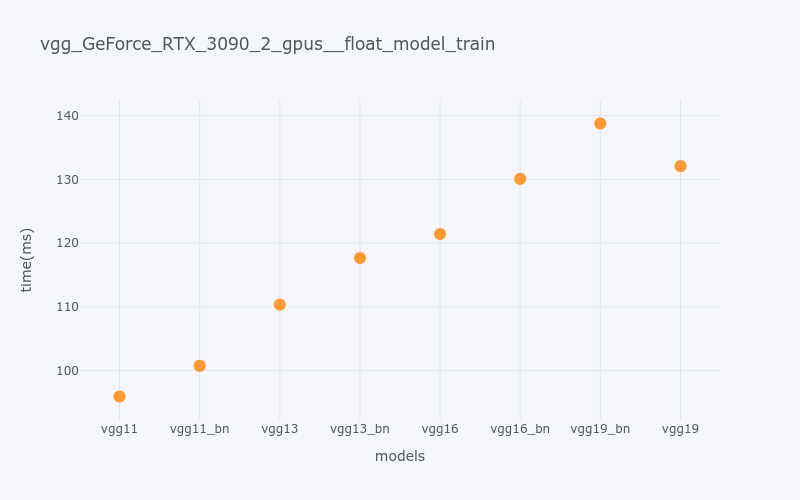 vgg_GeForce_RTX_3090_2_gpus__float_model_train
140
130
120
110
100
time(ms)
vgg11 vgg11_bn vgg13 vgg13_bn vgg16 vgg16_bn vgg19_bn vgg19
models